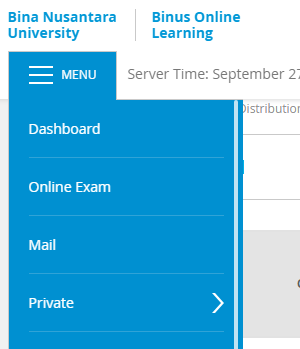 Bina Nusantara
University
Binus Online
Learning
MENU
Server Time: September 27
Distribution
Dashboard
Online Exam
Mail
Private